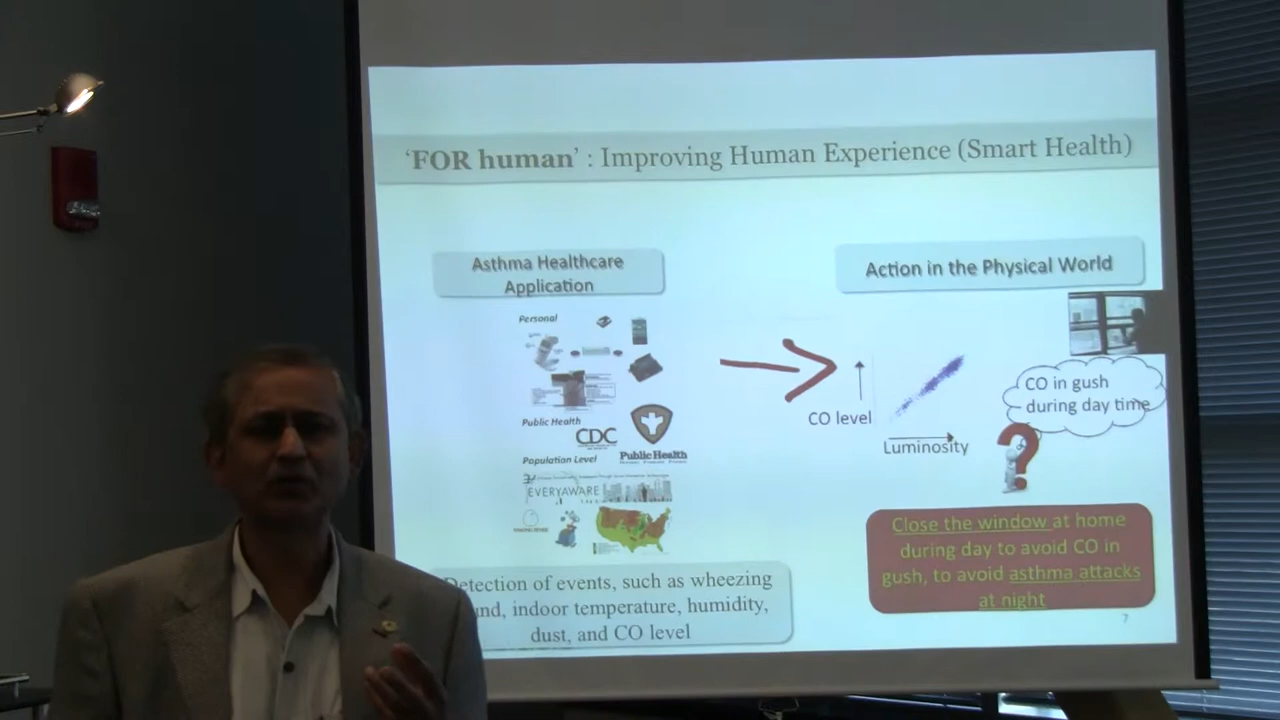 ‘FOR human’ : Improving Human Experience (Smart Health)
Asthma Healthcare
Application
Personal
Public Health
CDC
Public Health
Population Level
EVERYAWARE
Detection of events, such as wheezing
nd, indoor temperature, humidity,
dust, and CO level
Action in the Physical World
CO level
Luminosity
CO in gush
during day time
Close the window at home
during day to avoid CO in
gush, to avoid asthma attacks
at night
7